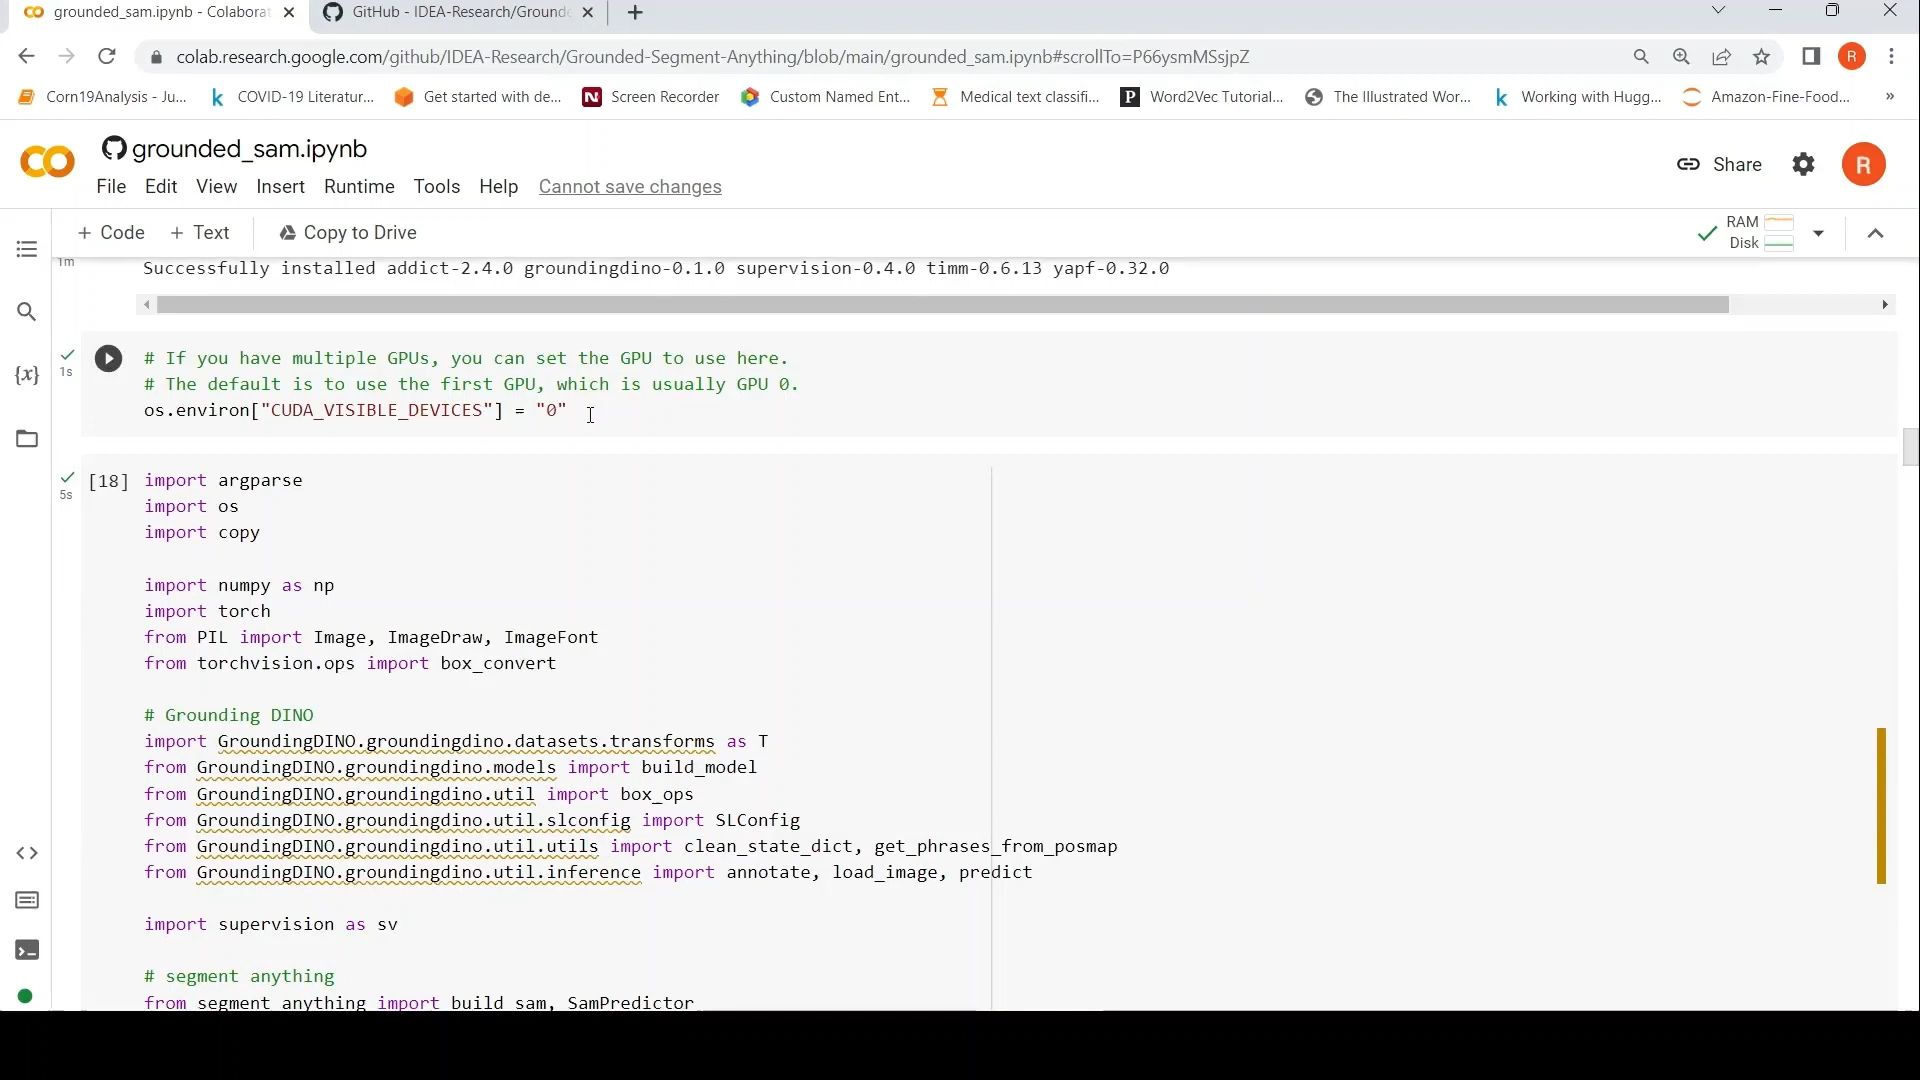 grounded_sam.ipynb - Colaborat
GitHub - IDEA-Research/Grounde
colab.research.google.com/github/IDEA-Research/Grounded-Segment-Anything/blob/main/grounded_sam.ipynb#scrollTo=P66ysmMSsjpZ
R
Corn19Analysis - Ju...
COVID-19 Literatur...
Get started with de...
Screen Recorder
Custom Named Ent...
Medical text classifi...
Word2Vec Tutorial...
The Illustrated Wor...
Working with Hugg...
Amazon-Fine-Food...
»
grounded_sam.ipynb
Share
R
File Edit View Insert Runtime Tools Help Cannot save changes
+ Code + Text Copy to Drive
RAM
Disk
1m
Successfully installed addict-2.4.0 groundingdino-0.1.0 supervision-0.4.0 timm-0.6.13 yapf-0.32.0
1s
# If you have multiple GPUs, you can set the GPU to use here.
# The default is to use the first GPU, which is usually GPU 0.
os.environ["CUDA_VISIBLE_DEVICES"] = "0"
5s
[18] import argparse
import os
import copy
import numpy as np
import torch
from PIL import Image, ImageDraw, ImageFont
from torchvision.ops import box_convert
# Grounding DINO
import GroundingDINO.groundingdino.datasets.transforms as T
from GroundingDINO.groundingdino.models import build_model
from GroundingDINO.groundingdino.util import box_ops
from GroundingDINO.groundingdino.util.slconfig import SLConfig
from GroundingDINO.groundingdino.util.utils import clean_state_dict, get_phrases_from_posmap
from GroundingDINO.groundingdino.util.inference import annotate, load_image, predict
import supervision as sv
# segment anything
from segment_anything import build_sam, SamPredictor